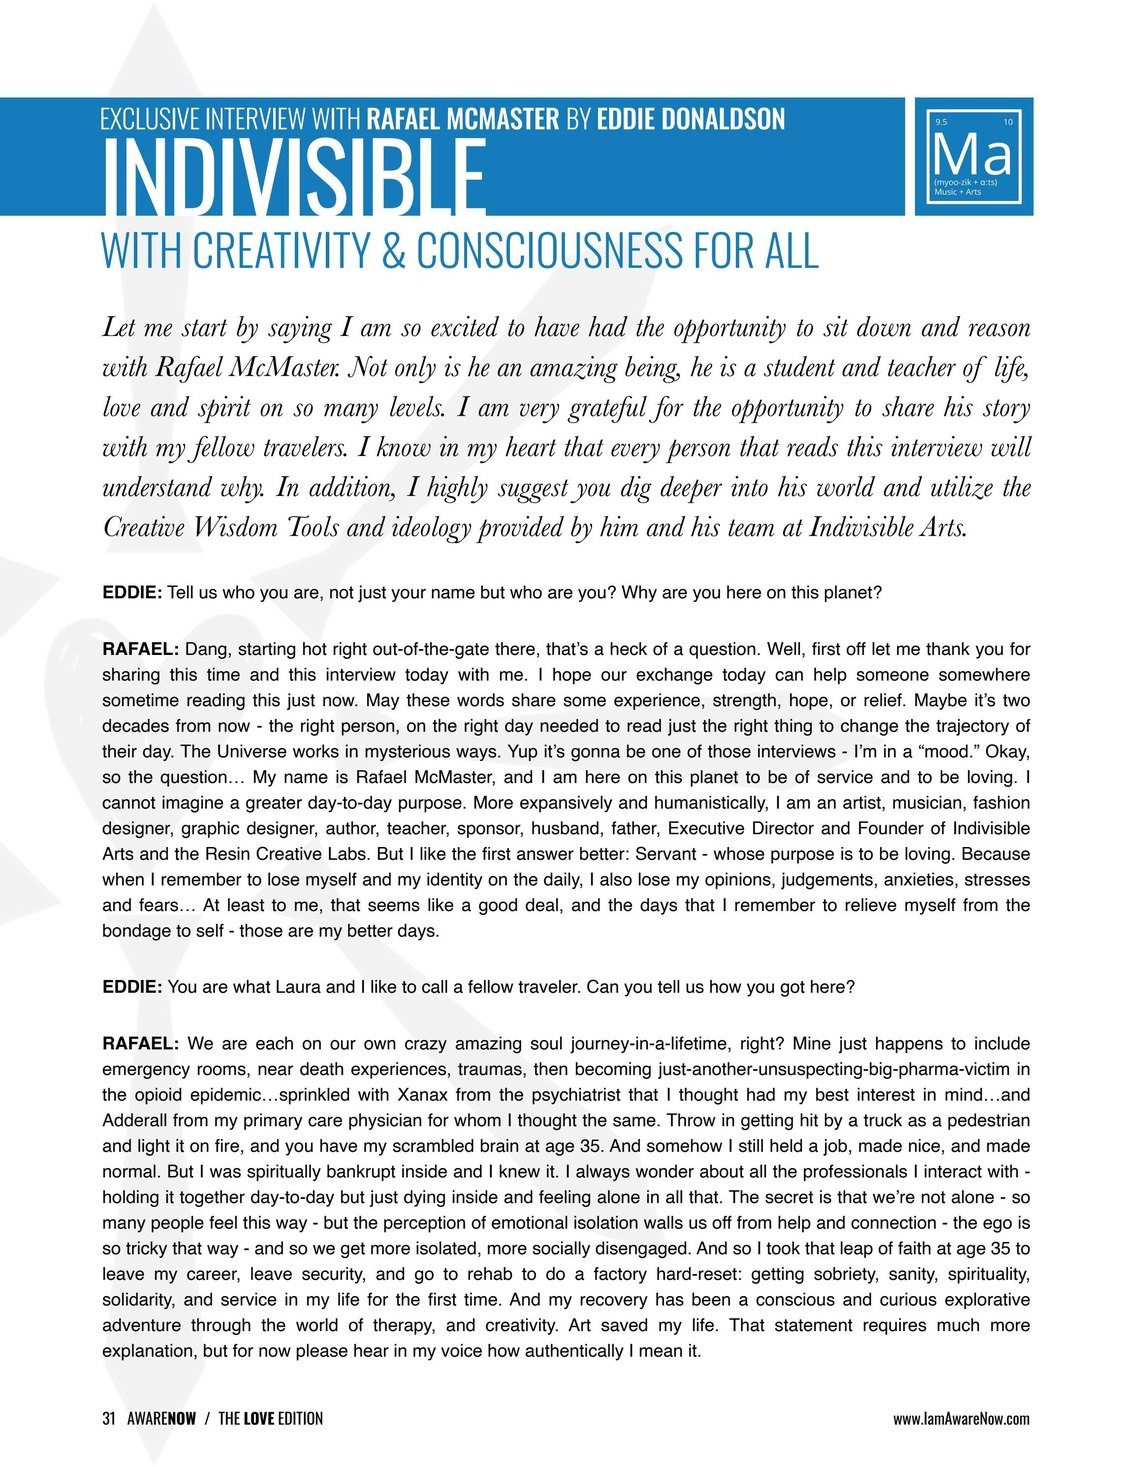 EXCLUSIVE INTERVIEW WITH RAFAEL MCMASTER BY EDDIE DONALDSON
INDIVISIBLE
WITH CREATIVITY & CONSCIOUSNESS FOR ALL
9.5 10
Ma
(myoo-zik + ɑːts)
Music + Arts
Let me start by saying I am so excited to have had the opportunity to sit down and reason
with Rafael McMaster. Not only is he an amazing being, he is a student and teacher of life,
love and spirit on so many levels. I am very grateful for the opportunity to share his story
with my fellow travelers. I know in my heart that every person that reads this interview will
understand why. In addition, I highly suggest you dig deeper into his world and utilize the
Creative Wisdom Tools and ideology provided by him and his team at Indivisible Arts.
EDDIE: Tell us who you are, not just your name but who are you? Why are you here on this planet?
RAFAEL: Dang, starting hot right out-of-the-gate there, that’s a heck of a question. Well, first off let me thank you for
sharing this time and this interview today with me. I hope our exchange today can help someone somewhere
sometime reading this just now. May these words share some experience, strength, hope, or relief. Maybe it’s two
decades from now - the right person, on the right day needed to read just the right thing to change the trajectory of
their day. The Universe works in mysterious ways. Yup it’s gonna be one of those interviews - I’m in a “mood.” Okay,
so the question… My name is Rafael McMaster, and I am here on this planet to be of service and to be loving. I
cannot imagine a greater day-to-day purpose. More expansively and humanistically, I am an artist, musician, fashion
designer, graphic designer, author, teacher, sponsor, husband, father, Executive Director and Founder of Indivisible
Arts and the Resin Creative Labs. But I like the first answer better: Servant - whose purpose is to be loving. Because
when I remember to lose myself and my identity on the daily, I also lose my opinions, judgements, anxieties, stresses
and fears… At least to me, that seems like a good deal, and the days that I remember to relieve myself from the
bondage to self - those are my better days.
EDDIE: You are what Laura and I like to call a fellow traveler. Can you tell us how you got here?
RAFAEL: We are each on our own crazy amazing soul journey-in-a-lifetime, right? Mine just happens to include
emergency rooms, near death experiences, traumas, then becoming just-another-unsuspecting-big-pharma-victim in
the opioid epidemic…sprinkled with Xanax from the psychiatrist that I thought had my best interest in mind…and
Adderall from my primary care physician for whom I thought the same. Throw in getting hit by a truck as a pedestrian
and light it on fire, and you have my scrambled brain at age 35. And somehow I still held a job, made nice, and made
normal. But I was spiritually bankrupt inside and I knew it. I always wonder about all the professionals I interact with -
holding it together day-to-day but just dying inside and feeling alone in all that. The secret is that we’re not alone - so
many people feel this way - but the perception of emotional isolation walls us off from help and connection - the ego is
so tricky that way - and so we get more isolated, more socially disengaged. And so I took that leap of faith at age 35 to
leave my career, leave security, and go to rehab to do a factory hard-reset: getting sobriety, sanity, spirituality,
solidarity, and service in my life for the first time. And my recovery has been a conscious and curious explorative
adventure through the world of therapy, and creativity. Art saved my life. That statement requires much more
explanation, but for now please hear in my voice how authentically I mean it.
31 AWARENOW / THE LOVE EDITION
www.IamAwareNow.com